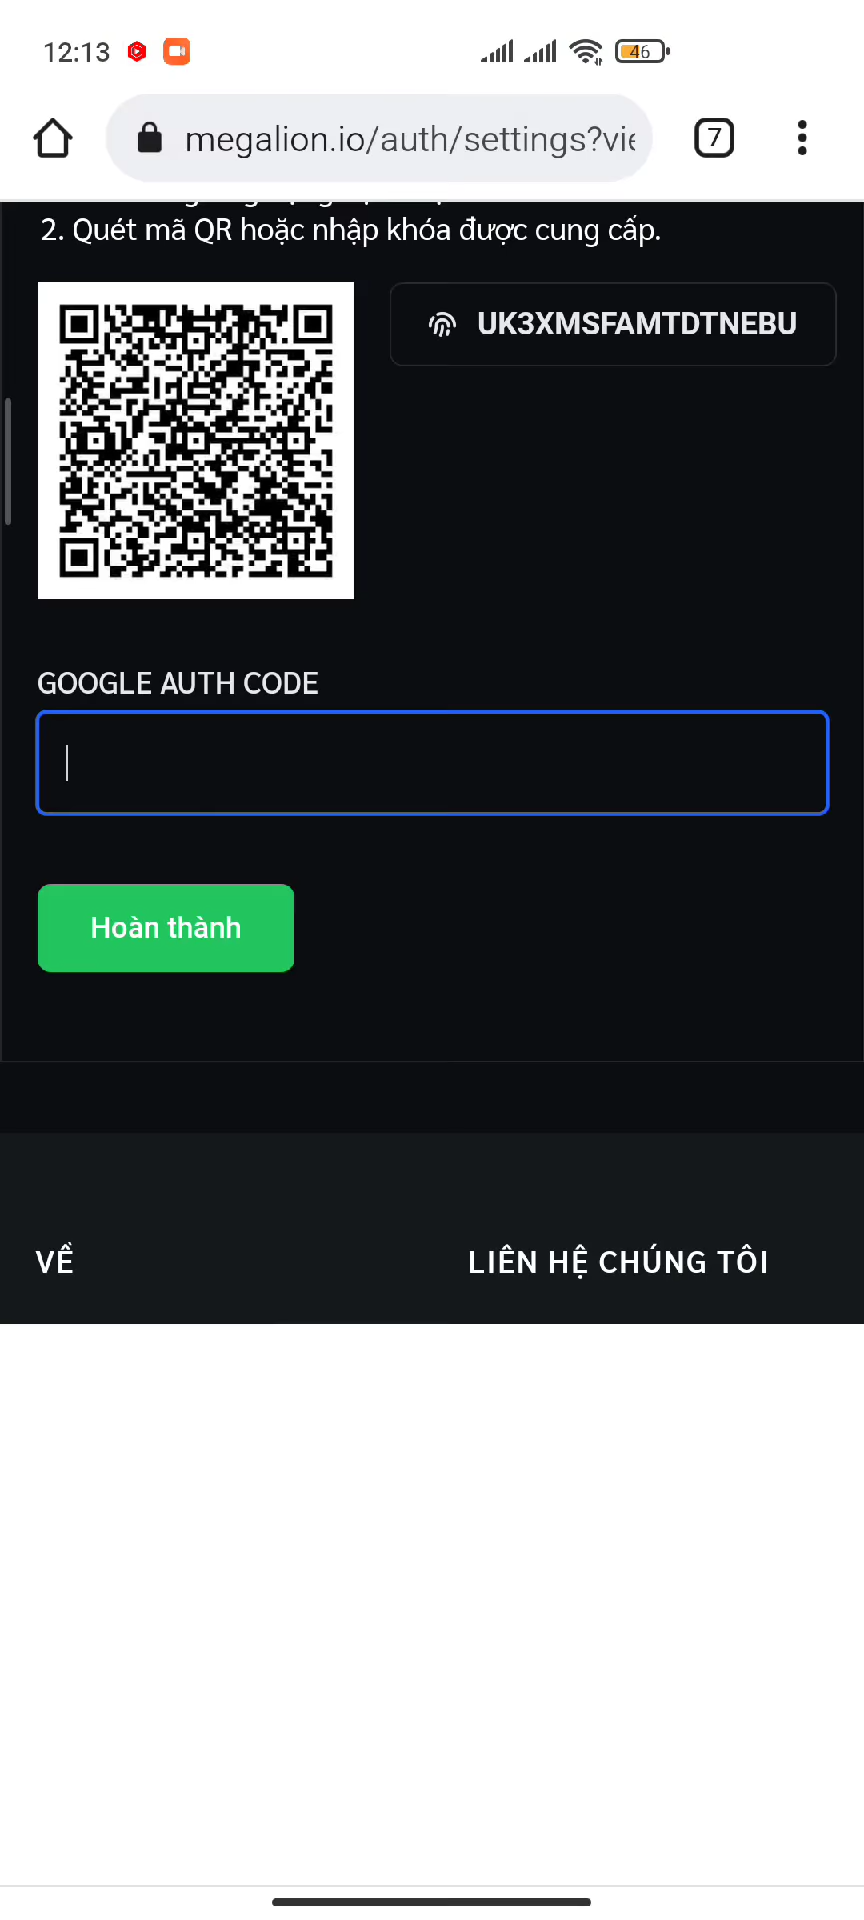 12:13
46
megalion.io/auth/settings?vie
7
2. Quét mã QR hoặc nhập khóa được cung cấp.
UK3XMSFAMTDTNEBU
GOOGLE AUTH CODE
Hoàn thành
VỀ
LIÊN HỆ CHÚNG TÔI